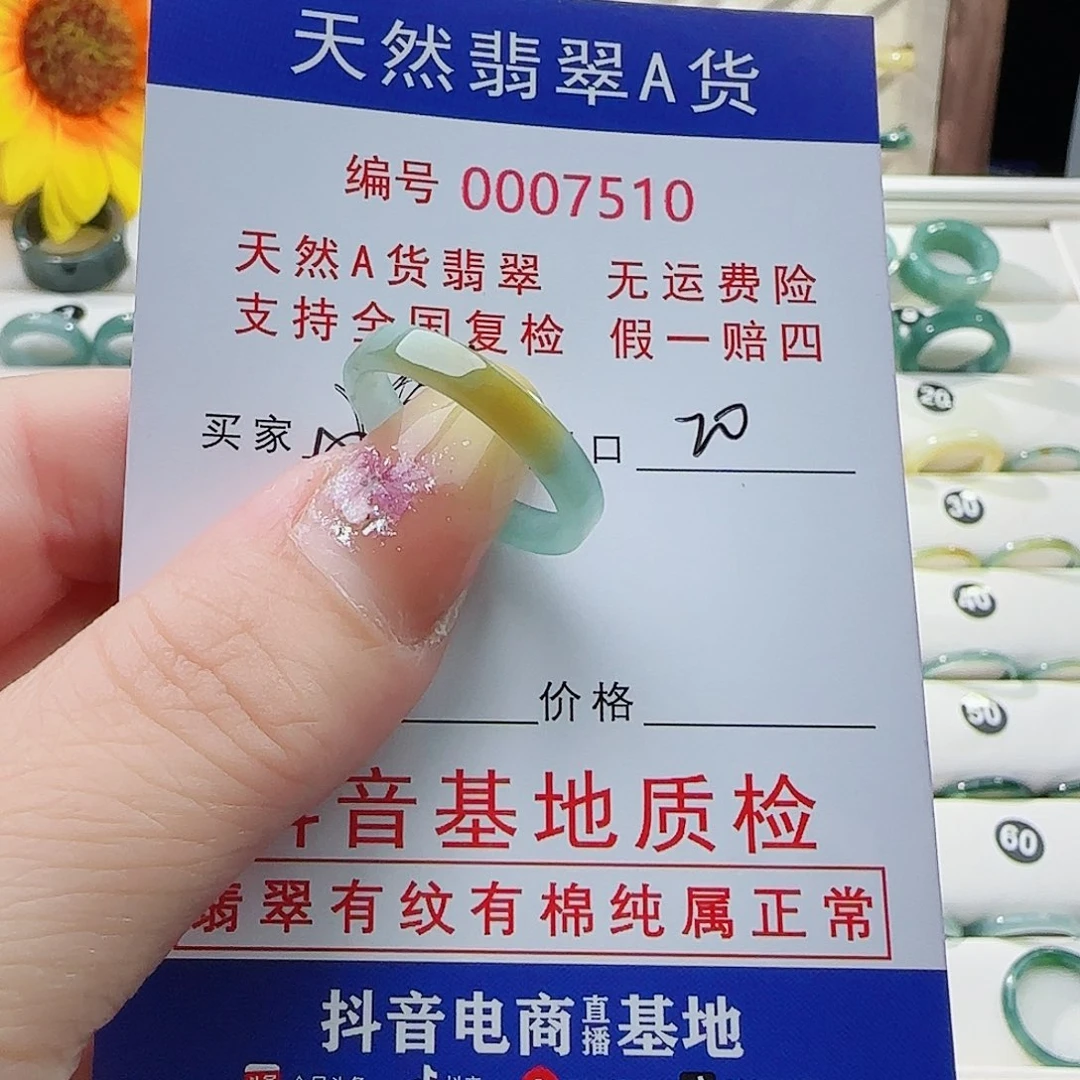 天然翡翠A货
编号 0007510
天然A货翡翠 无运费险
支持全国复检 假一赔四
买家 口 20
价格
抖音基地质检
翡翠有纹有棉纯属正常
抖音电商直播基地
20
30
40
50
60